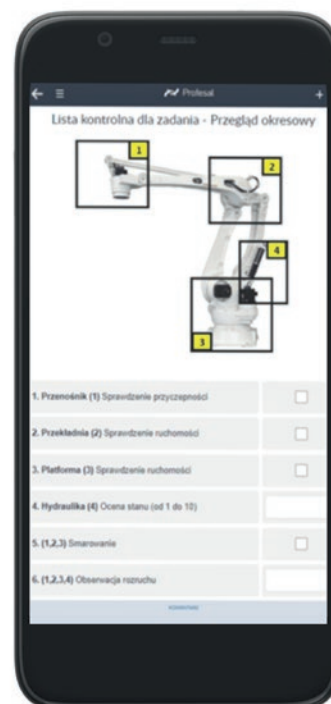 Profesal
Lista kontrolna dla zadania - Przegląd okresowy
1
2
4
3
1. Przenośnik (1) Sprawdzenie przyczepności
2. Przekładnia (2) Sprawdzenie ruchomości
3. Platforma (3) Sprawdzenie ruchomości
4. Hydraulika (4) Ocena stanu (od 1 do 10)
5. (1,2,3) Smarowanie
6. (1,2,3,4) Obserwacja rozruchu